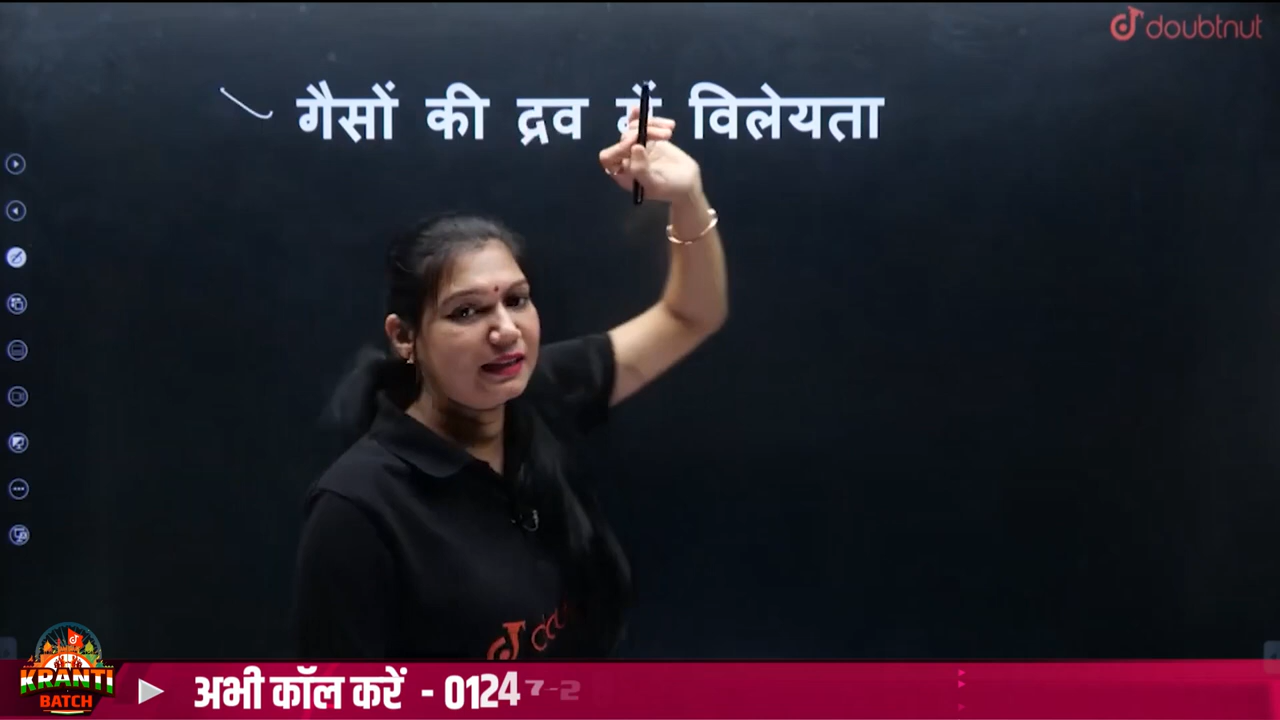 doubtnut
गैसों की द्रव में विलेयता
KRANTI
BATCH
अभी कॉल करें - 0124